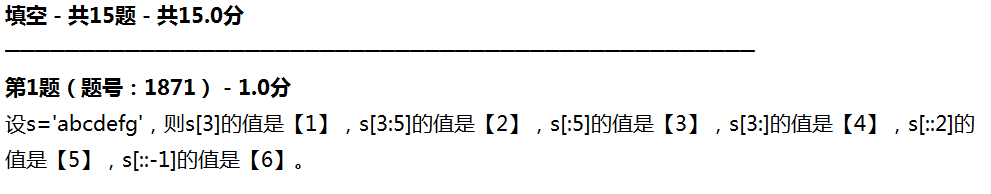 填空 - 共15题 - 共15.0分
第1题（题号：1871） - 1.0分
设s='abcdefg'，则s[3]的值是【1】，s[3:5]的值是【2】，s[:5]的值是【3】，s[3:]的值是【4】，s[::2]的
值是【5】，s[::-1]的值是【6】。